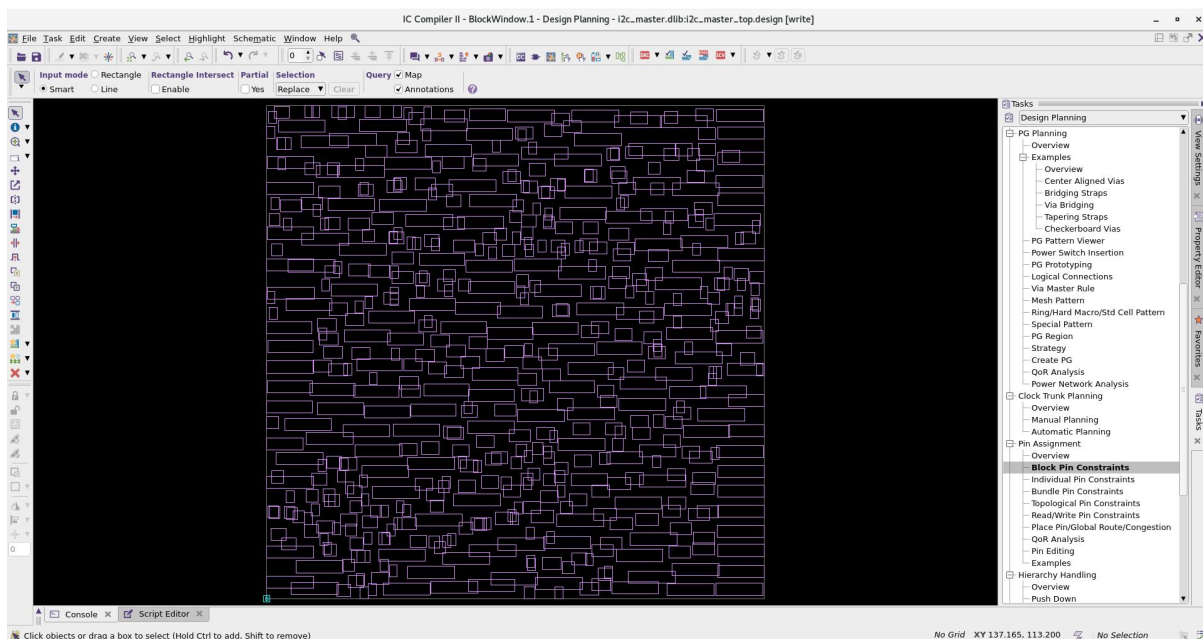 IC Compiler II - BlockWindow.1 - Design Planning - i2c_master.dlib:i2c_master_top.design [write]
File Task Edit Create View Select Highlight Schematic Window Help
0
Input mode Rectangle Rectangle Intersect Partial Selection Query Map
Smart Line Enable Yes Replace Clear Annotations
Tasks
Design Planning
PG Planning
Overview
Examples
Overview
Center Aligned Vias
Bridging Straps
Via Bridging
Tapering Straps
Checkerboard Vias
PG Pattern Viewer
Power Switch Insertion
PG Prototyping
Logical Connections
Via Master Rule
Mesh Pattern
Ring/Hard Macro/Std Cell Pattern
Special Pattern
PG Region
Strategy
Create PG
QoR Analysis
Power Network Analysis
Clock Trunk Planning
Overview
Manual Planning
Automatic Planning
Pin Assignment
Overview
Block Pin Constraints
Individual Pin Constraints
Bundle Pin Constraints
Topological Pin Constraints
Read/Write Pin Constraints
Place Pin/Global Route/Congestion
QoR Analysis
Pin Editing
Examples
Hierarchy Handling
Overview
Push Down
View Settings
Property Editor
Favorites
Tasks
0
Console Script Editor
Click objects or drag a box to select (Hold Ctrl to add, Shift to remove) No Grid XY 137.165, 113.200 No Selection